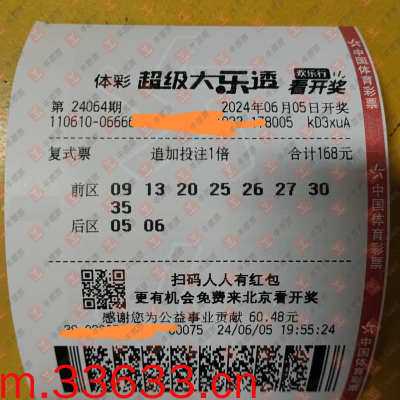 体彩 超级大乐透 欢乐行 看开奖
第 24064期 2024年06月05日开奖
110610-06666 178005 kD3xuA
复式票 追加投注1倍 合计168元
前区 09 13 20 25 26 27 30
35
后区 05 06
扫码人人有红包
更有机会免费来北京看开奖
感谢您为公益事业贡献 60.48元
00075 24/06/05 19:55:24
m.33633.cn
中国体育彩票